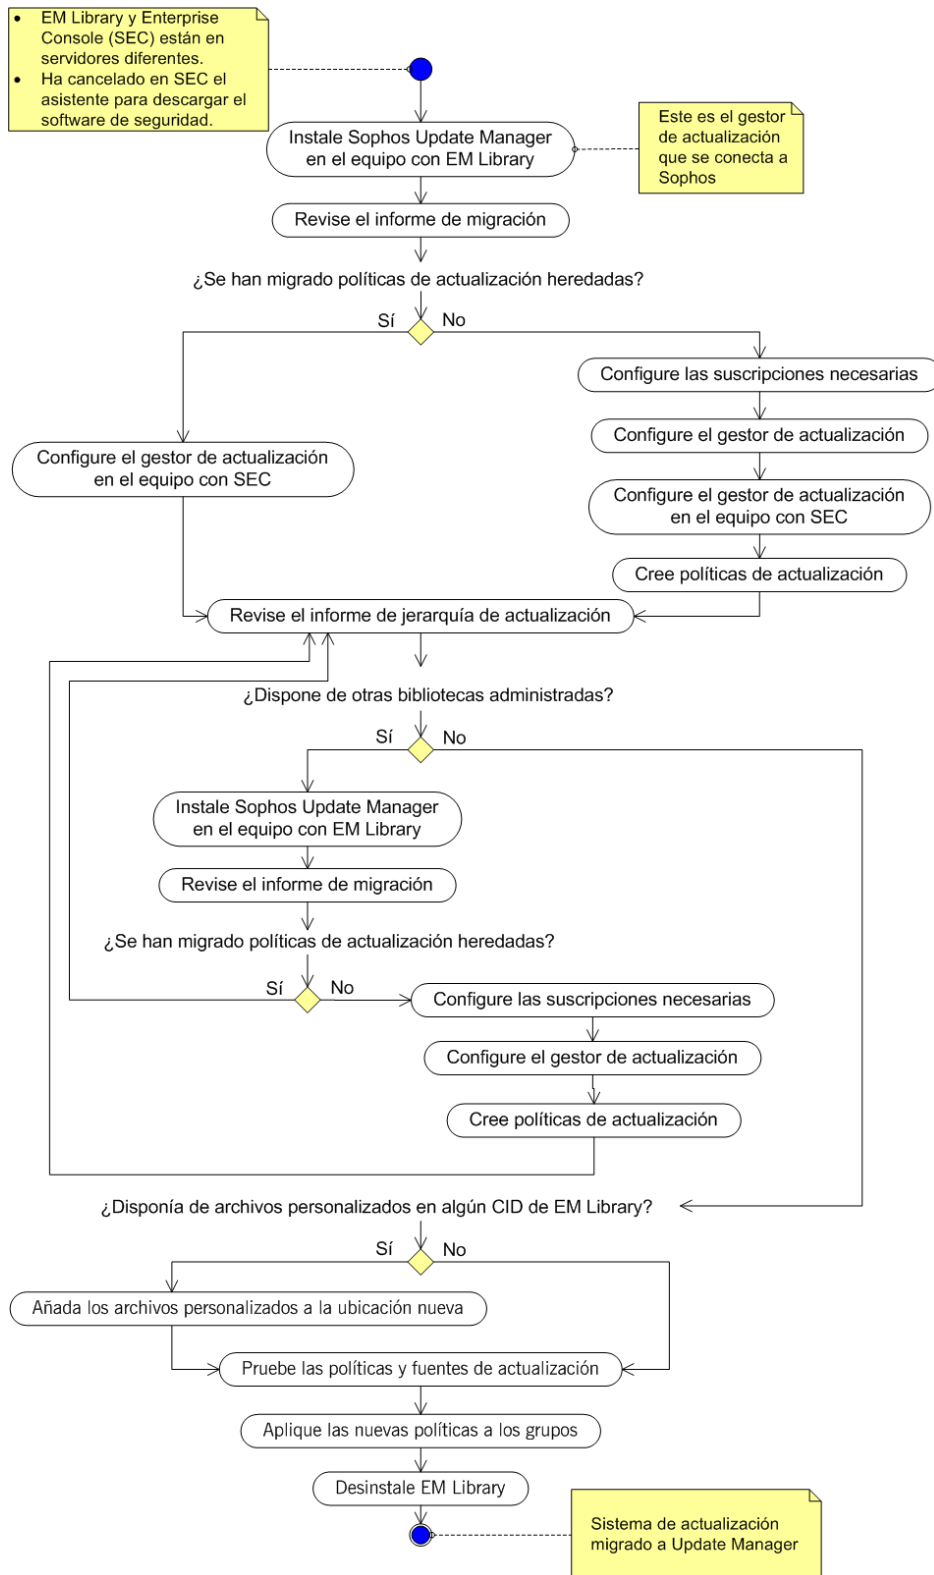 • EM Library y Enterprise
Console (SEC) están en
servidores diferentes.
• Ha cancelado en SEC el
asistente para descargar el
software de seguridad.
Instale Sophos Update Manager
en el equipo con EM Library
Este es el gestor
de actualización
que se conecta a
Sophos
Revise el informe de migración
¿Se han migrado políticas de actualización heredadas?
Sí
No
Configure las suscripciones necesarias
Configure el gestor de actualización
Configure el gestor de actualización
en el equipo con SEC
Configure el gestor de actualización
en el equipo con SEC
Cree políticas de actualización
Revise el informe de jerarquía de actualización
¿Dispone de otras bibliotecas administradas?
Sí
No
Instale Sophos Update Manager
en el equipo con EM Library
Revise el informe de migración
¿Se han migrado políticas de actualización heredadas?
Sí
No
Configure las suscripciones necesarias
Configure el gestor de actualización
Cree políticas de actualización
¿Disponía de archivos personalizados en algún CID de EM Library?
Sí
No
Añada los archivos personalizados a la ubicación nueva
Pruebe las políticas y fuentes de actualización
Aplique las nuevas políticas a los grupos
Desinstale EM Library
Sistema de actualización
migrado a Update Manager